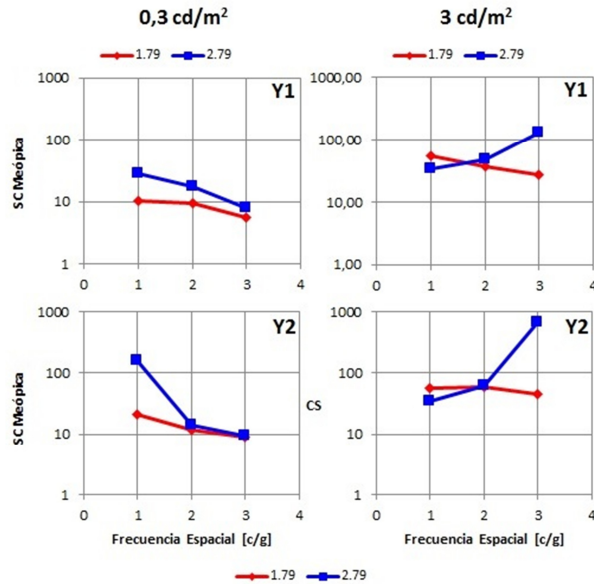 0,3 cd/m²
3 cd/m²
1.79 2.79
1.79 2.79
1000
Y1
100
10
1
SC Meópica
0 1 2 3 4
1000,00
Y1
100,00
10,00
1,00
0 1 2 3 4
1000
Y2
100
10
1
SC Meópica
0 1 2 3 4
Frecuencia Espacial [c/g]
1000
Y2
100
CS
10
1
0 1 2 3 4
Frecuencia Espacial [c/g]
1.79 2.79